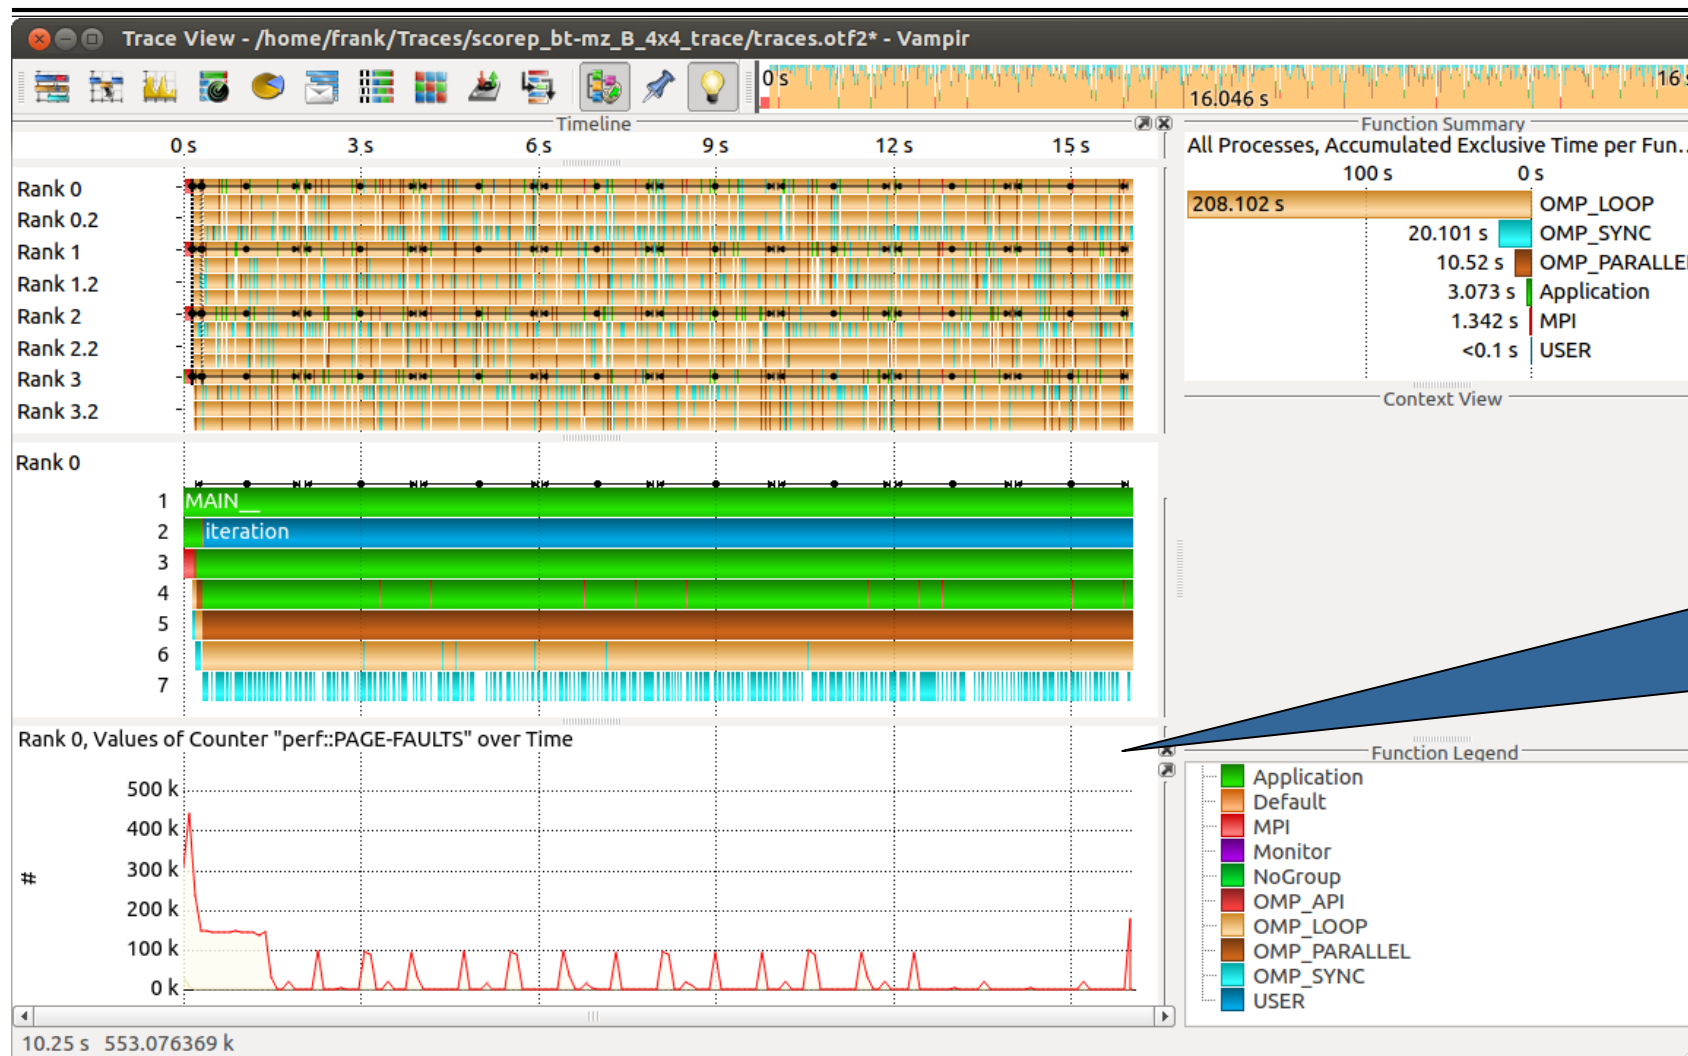 Trace View - /home/frank/Traces/scorep_bt-mz_B_4x4_trace/traces.otf2* - Vampir
0 s
16 s
16.046 s
Timeline
0 s 3 s 6 s 9 s 12 s 15 s
Rank 0
Rank 0.2
Rank 1
Rank 1.2
Rank 2
Rank 2.2
Rank 3
Rank 3.2
Rank 0
1 MAIN__
2 iteration
3
4
5
6
7
Rank 0, Values of Counter "perf::PAGE-FAULTS" over Time
500 k
400 k
300 k
200 k
100 k
0 k
#
10.25 s 553.076369 k
Function Summary
All Processes, Accumulated Exclusive Time per Fun...
100 s 0 s
208.102 s OMP_LOOP
20.101 s OMP_SYNC
10.52 s OMP_PARALLEL
3.073 s Application
1.342 s MPI
<0.1 s USER
Context View
Function Legend
Application
Default
MPI
Monitor
NoGroup
OMP_API
OMP_LOOP
OMP_PARALLEL
OMP_SYNC
USER